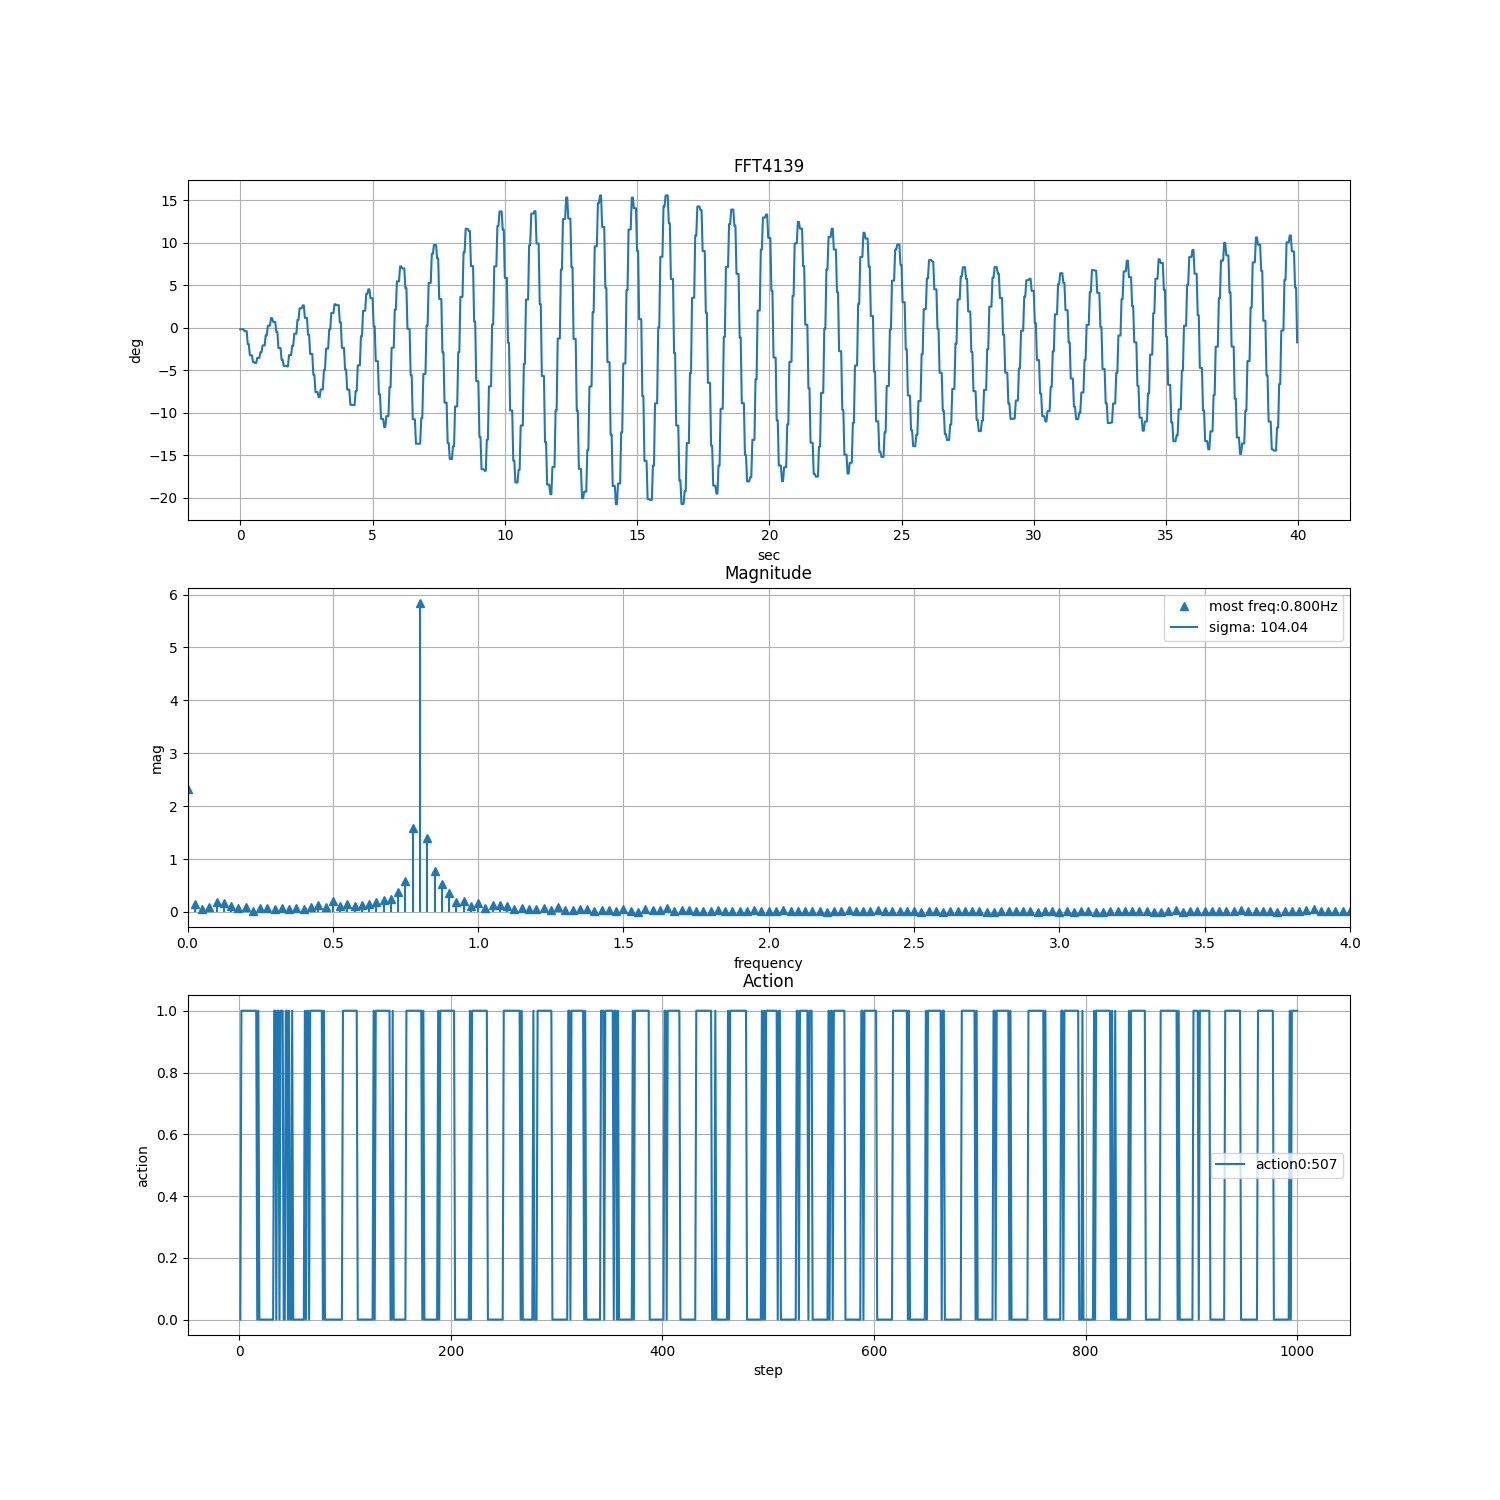 FFT4139
15
10
5
0
−5
−10
−15
−20
deg
0 5 10 15 20 25 30 35 40
sec
Magnitude
6
5
4
3
2
1
0
mag
most freq:0.800Hz
sigma: 104.04
0.0 0.5 1.0 1.5 2.0 2.5 3.0 3.5 4.0
frequency
Action
1.0
0.8
0.6
0.4
0.2
0.0
action
action0:507
0 200 400 600 800 1000
step